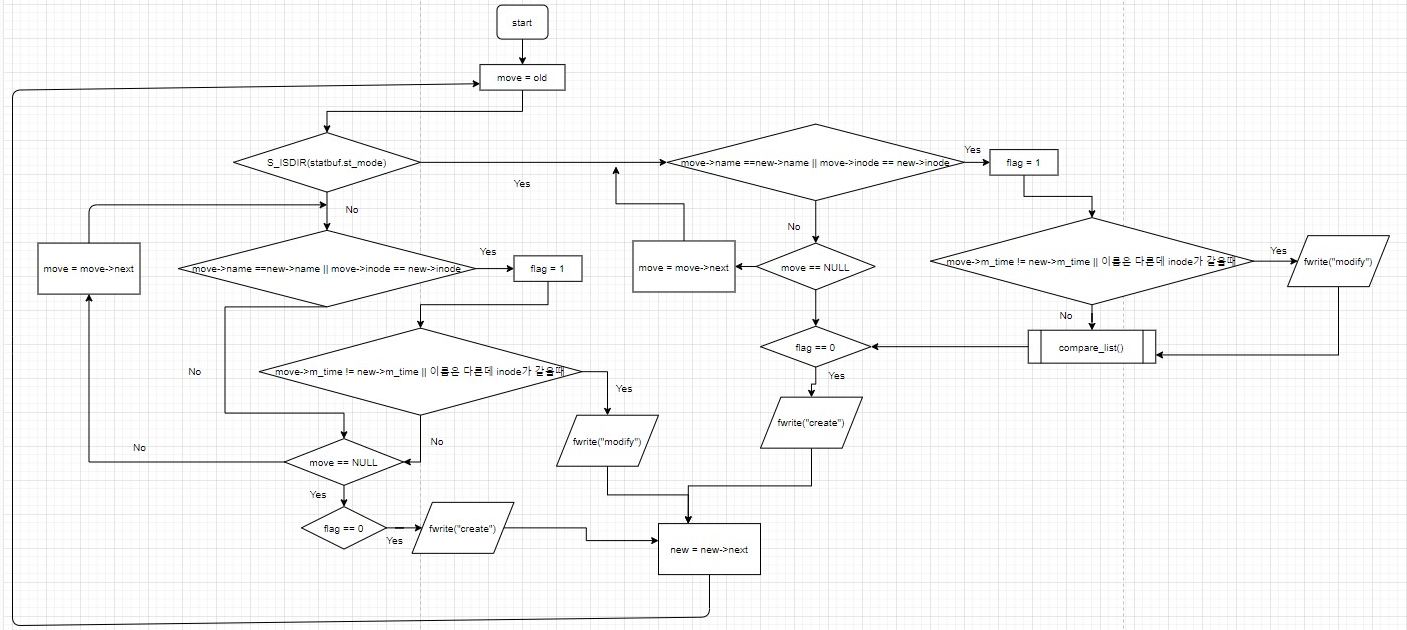 start
move = old
S_ISDIR(statbuf.st_mode)
Yes
No
move->name ==new->name || move->inode == new->inode
Yes
flag = 1
No
move = move->next
move == NULL
move->m_time != new->m_time || 이름은 다른데 inode가 같을때
Yes
fwrite("modify")
No
compare_list()
flag == 0
Yes
fwrite("create")
move = move->next
move->name ==new->name || move->inode == new->inode
Yes
flag = 1
No
move->m_time != new->m_time || 이름은 다른데 inode가 같을때
Yes
fwrite("modify")
No
move == NULL
No
Yes
flag == 0
Yes
fwrite("create")
new = new->next